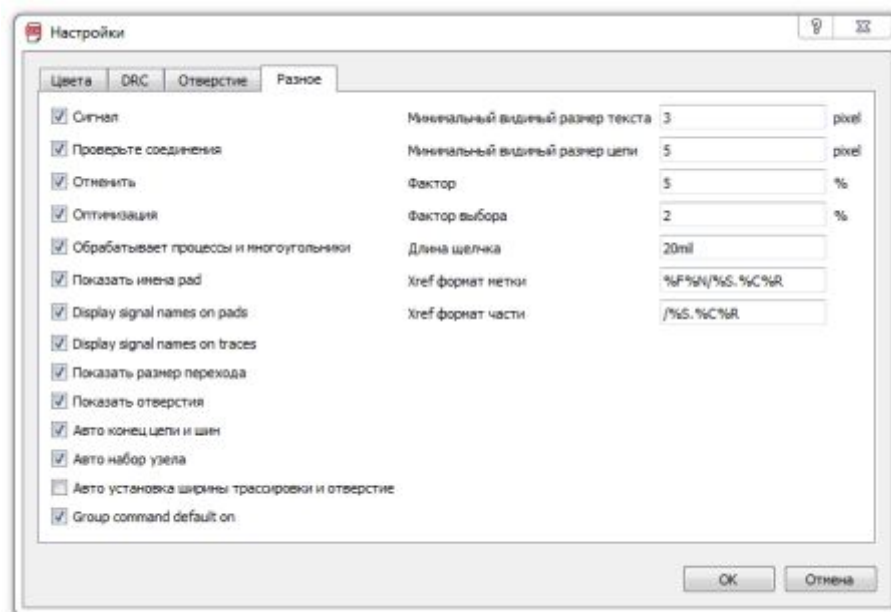 Настройки
Цвета DRC Отверстие Разное
Сигнал Минимальный видимый размер текста 3 pixel
Проверьте соединения Минимальный видимый размер цепи 5 pixel
Отменить Фактор 5 %
Оптимизация Фактор выбора 2 %
Обрабатывает процессы и многоугольники Длина щелчка 20mil
Показать имена pad Xref формат метки %F%N/%S.%C%R
Display signal names on pads Xref формат части /%S.%C%R
Display signal names on traces
Показать размер перехода
Показать отверстия
Авто конец цепи и шин
Авто набор узела
Авто установка ширины трассировки и отверстие
Group command default on
OK Отмена